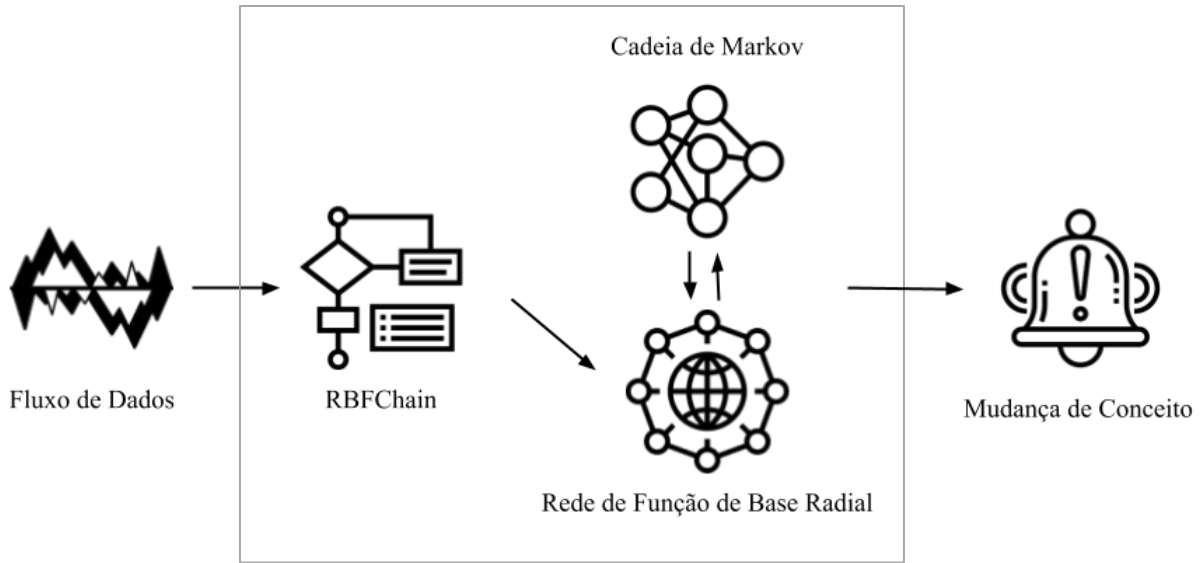 Cadeia de Markov
Fluxo de Dados
RBFChain
Mudança de Conceito
Rede de Função de Base Radial